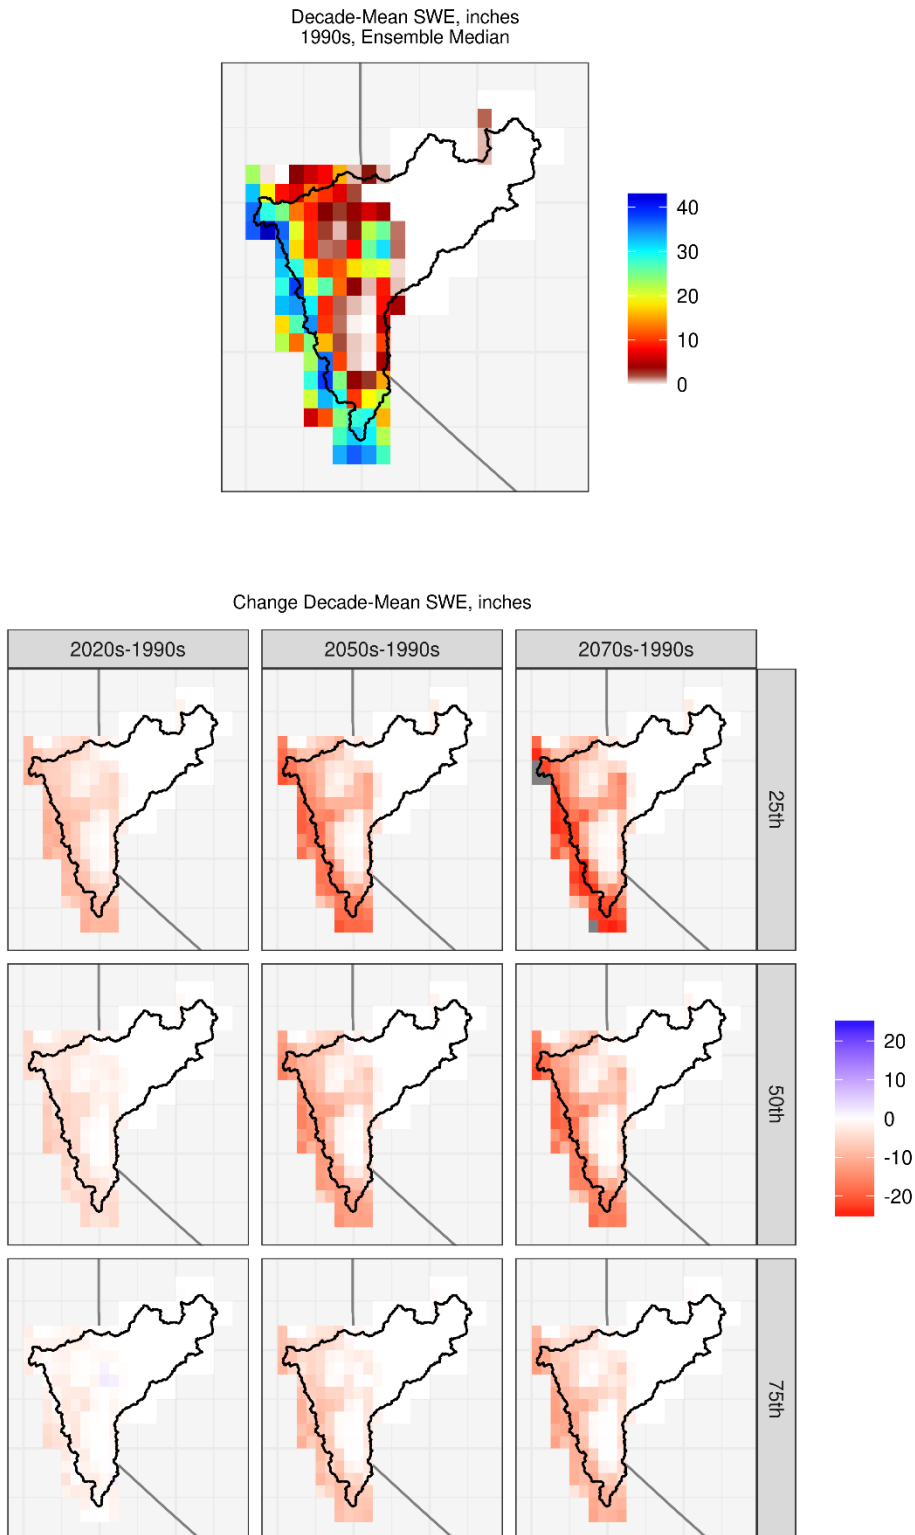 Decade-Mean SWE, inches
1990s, Ensemble Median
40
30
20
10
0
Change Decade-Mean SWE, inches
2020s-1990s
2050s-1990s
2070s-1990s
25th
50th
75th
20
10
0
-10
-20